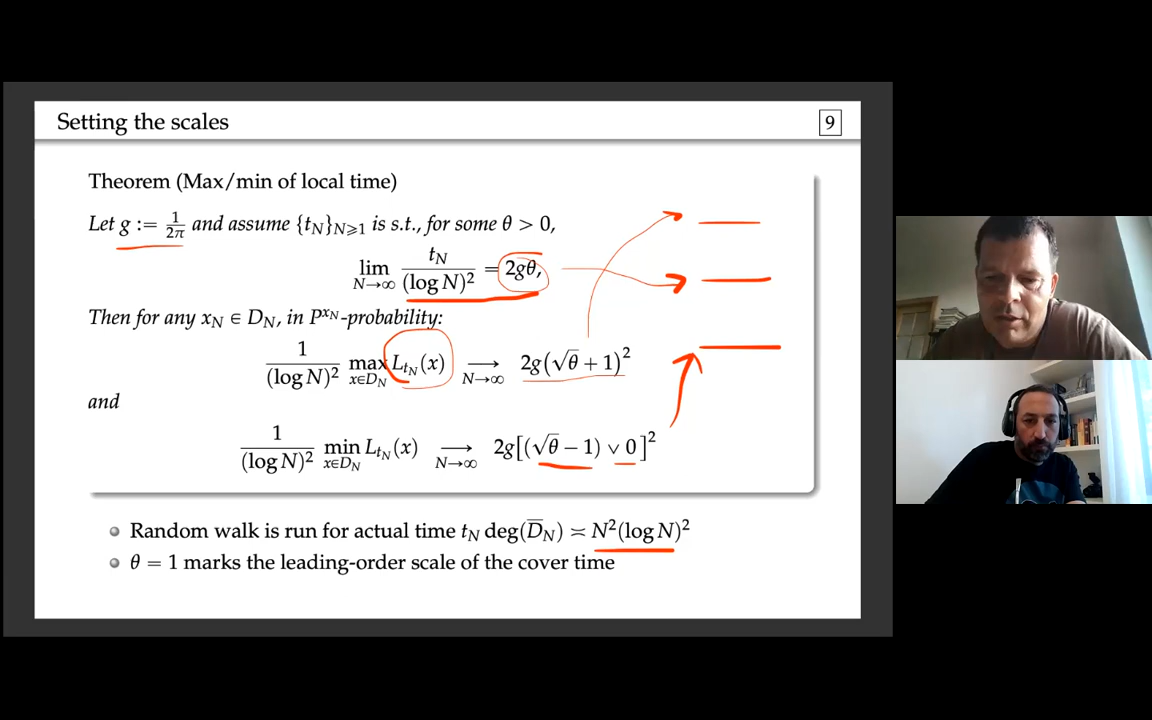 Setting the scales
9
Theorem (Max/min of local time)
Let g := 1/2π and assume {t_N}_{N⩾1} is s.t., for some θ > 0,
lim_{N→∞} t_N/(log N)² = 2gθ,
Then for any x_N ∈ D_N, in P^{x_N}-probability:
1/(log N)² max_{x∈D_N} L_{t_N}(x) ⟶_{N→∞} 2g(√θ + 1)²
and
1/(log N)² min_{x∈D_N} L_{t_N}(x) ⟶_{N→∞} 2g[(√θ − 1) ∨ 0]²
Random walk is run for actual time t_N deg(D̅_N) ≍ N²(log N)²
θ = 1 marks the leading-order scale of the cover time